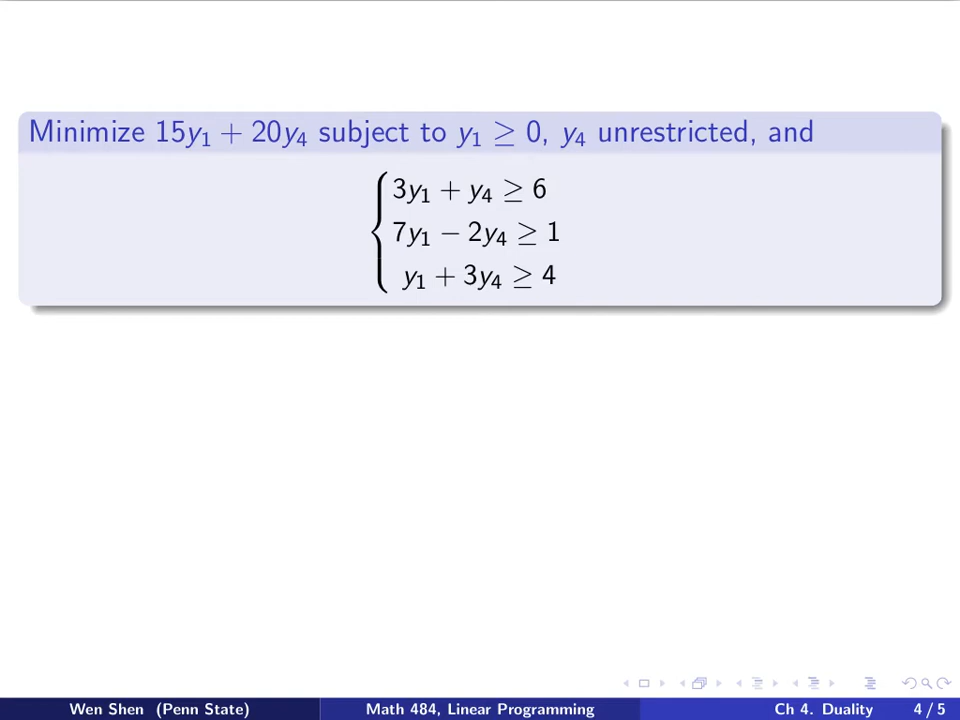 Minimize 15y₁ + 20y₄ subject to y₁ ≥ 0, y₄ unrestricted, and
3y₁ + y₄ ≥ 6
7y₁ − 2y₄ ≥ 1
y₁ + 3y₄ ≥ 4
Wen Shen (Penn State) Math 484, Linear Programming Ch 4. Duality 4 / 5